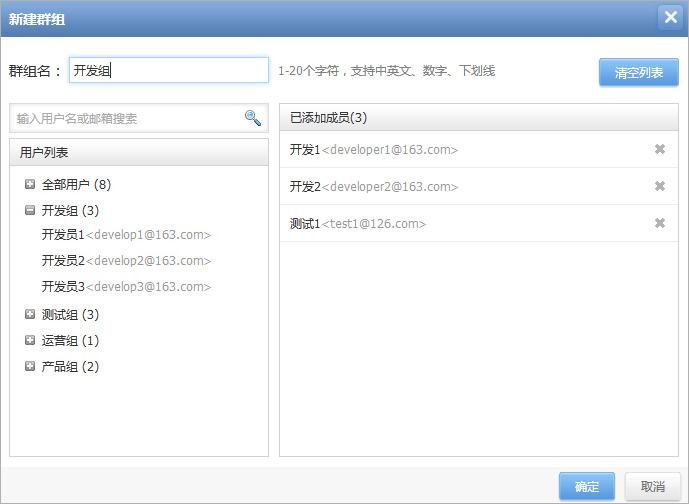 新建群组
群组名： 开发组 1-20个字符，支持中英文、数字、下划线 清空列表
输入用户名或邮箱搜索
用户列表
全部用户 (8)
开发组 (3)
开发员1<develop1@163.com>
开发员2<develop2@163.com>
开发员3<develop3@163.com>
测试组 (3)
运营组 (1)
产品组 (2)
已添加成员(3)
开发1<developer1@163.com>
开发2<developer2@163.com>
测试1<test1@126.com>
确定 取消